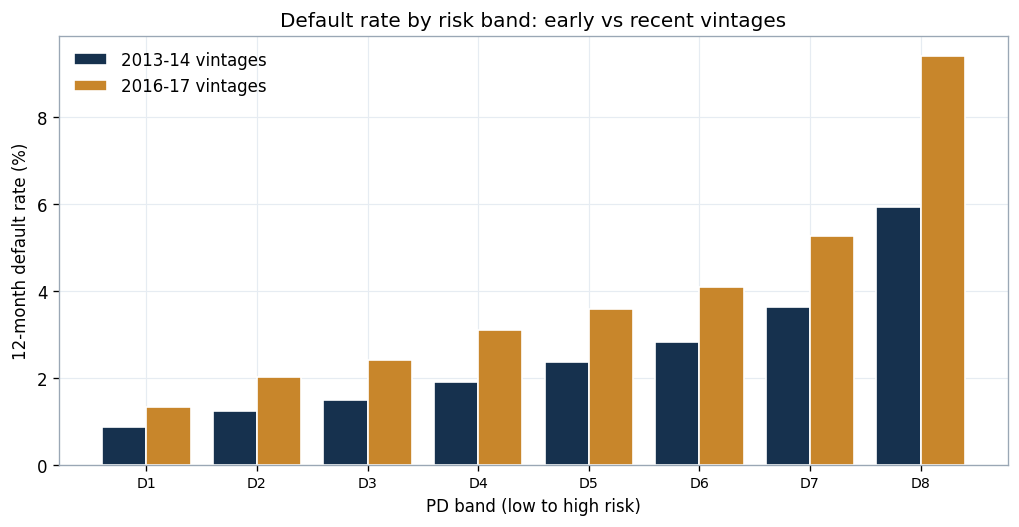 Default rate by risk band: early vs recent vintages
2013-14 vintages
2016-17 vintages
12-month default rate (%)
8
6
4
2
0
D1 D2 D3 D4 D5 D6 D7 D8
PD band (low to high risk)